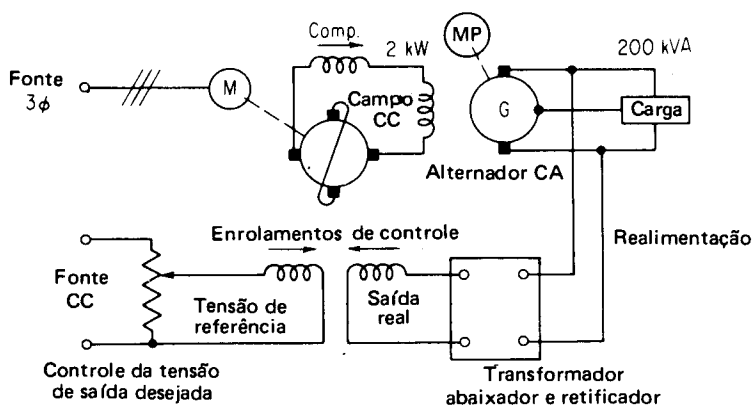 Comp.
2 kW
MP
200 kVA
Fonte
3ϕ
M
Campo
CC
G
Carga
Alternador CA
Enrolamentos de controle
Realimentação
Fonte
CC
Tensão de
referência
Saída
real
Controle da tensão
de saída desejada
Transformador
abaixador e retificador